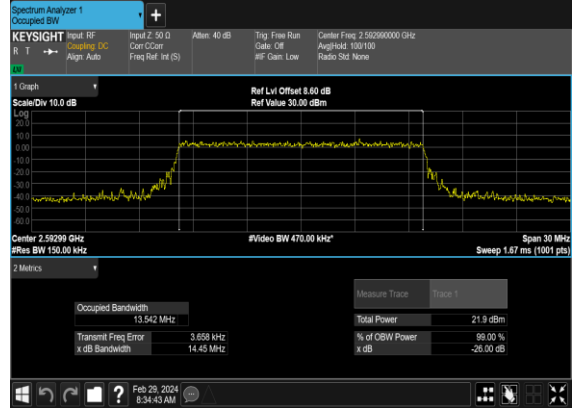 Spectrum Analyzer 1
Occupied BW
+
KEYSIGHT Input: RF Input Z: 50 Ω Atten: 40 dB Trig: Free Run Center Freq: 2.592990000 GHz
R T Coupling: DC Corr CCorr Gate: Off Avg|Hold: 100/100
Align: Auto Freq Ref: Int (S) #IF Gain: Low Radio Std: None
1 Graph
Ref Lvl Offset 8.60 dB
Scale/Div 10.0 dB Ref Value 30.00 dBm
Log
20.0
10.0
0.00
-10.0
-20.0
-30.0
-40.0
-50.0
-60.0
Center 2.59299 GHz #Video BW 470.00 kHz* Span 30 MHz
#Res BW 150.00 kHz Sweep 1.67 ms (1001 pts)
2 Metrics
Measure Trace Trace 1
Occupied Bandwidth
13.542 MHz Total Power 21.9 dBm
Transmit Freq Error 3.658 kHz % of OBW Power 99.00 %
x dB Bandwidth 14.45 MHz x dB -26.00 dB
? Feb 29, 2024
8:34:43 AM